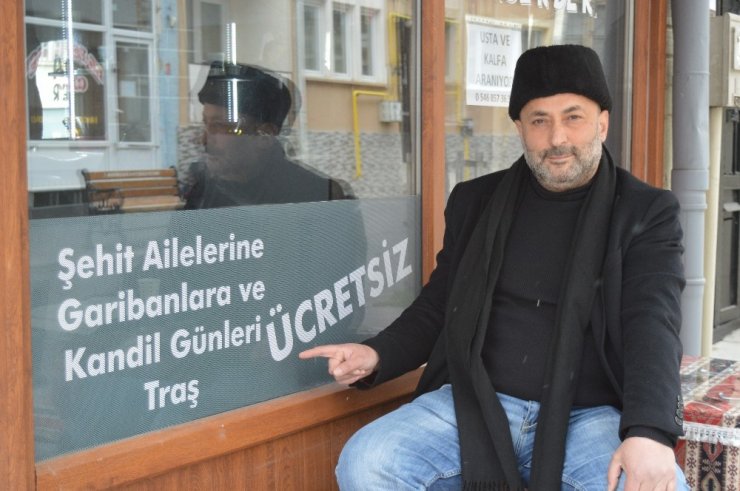 USTA VE
KALFA
ARANIYOR
Şehit Ailelerine
Garibanlara ve
Kandil Günleri
Traş
ÜCRETSİZ